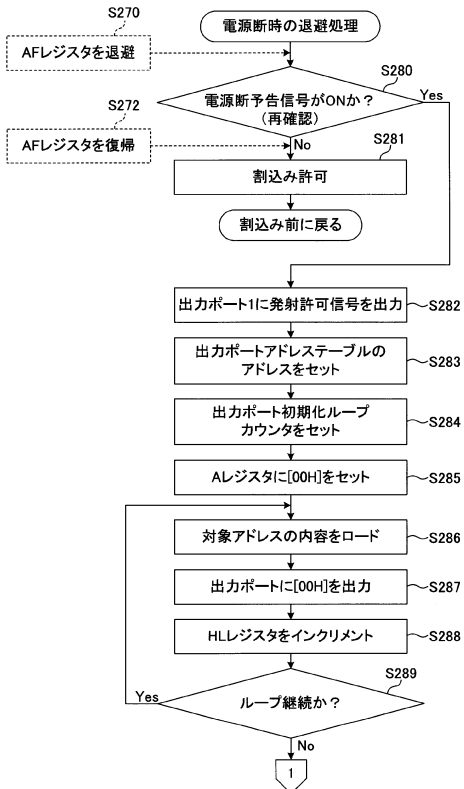 電源断時の退避処理
S270
AFレジスタを退避
S280
電源断予告信号がONか？
(再確認)
Yes
S272
AFレジスタを復帰
No
S281
割込み許可
割込み前に戻る
出力ポート1に発射許可信号を出力
S282
出力ポートアドレステーブルの
アドレスをセット
S283
出力ポート初期化ループ
カウンタをセット
S284
Aレジスタに[00H]をセット
S285
対象アドレスの内容をロード
S286
出力ポートに[00H]を出力
S287
HLレジスタをインクリメント
S288
S289
Yes
ループ継続か？
No
1